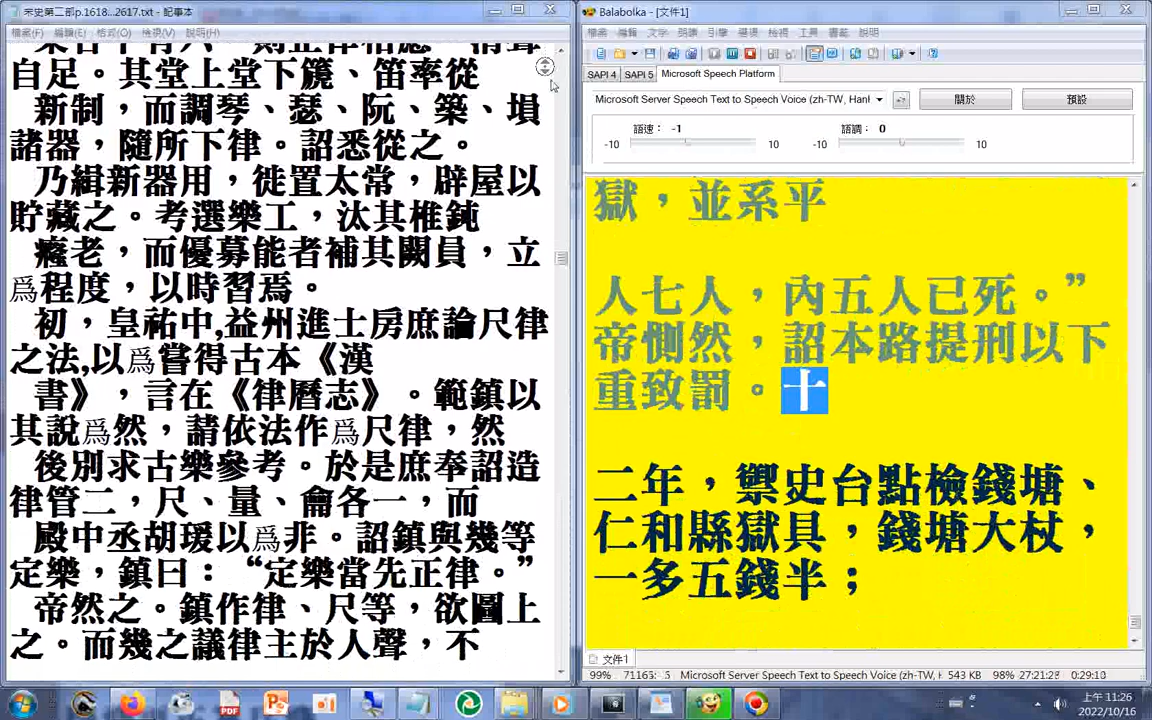 宋史第二部p.1618...2617.txt - 記事本
檔案(F) 編輯(E) 格式(O) 檢視(V) 說明(H)
自足。其堂上堂下篪、笛率從
新制，而調琴、瑟、阮、築、塤
諸器，隨所下律。詔悉從之。
乃緝新器用，徙置太常，辟屋以
貯藏之。考選樂工，汰其椎鈍
癃老，而優募能者補其闕員，立
爲程度，以時習焉。
初，皇祐中,益州進士房庶論尺律
之法,以爲嘗得古本《漢
書》，言在《律曆志》。範鎮以
其說爲然，請依法作爲尺律，然
後別求古樂參考。於是庶奉詔造
律管二，尺、量、龠各一，而
殿中丞胡瑗以爲非。詔鎮與幾等
定樂，鎮曰：“定樂當先正律。”
帝然之。鎮作律、尺等，欲圖上
之。而幾之議律主於人聲，不
Balabolka - [文件1]
檔案 編輯 文字 朗讀 引擎 選項 檢視 工具 書籤 說明
SAPI 4 SAPI 5 Microsoft Speech Platform
Microsoft Server Speech Text to Speech Voice (zh-TW, Hanl
關於 預設
語速： -1 語調： 0
-10 10 -10 10
獄，並系平
人七人，內五人已死。”
帝惻然，詔本路提刑以下
重致罰。十
二年，禦史台點檢錢塘、
仁和縣獄具，錢塘大杖，
一多五錢半；
文件1
99% Microsoft Server Speech Text to Speech Voice (zh-TW, H 543 KB 98% 27:21:28 0:29:18
上午 11:26
2022/10/16